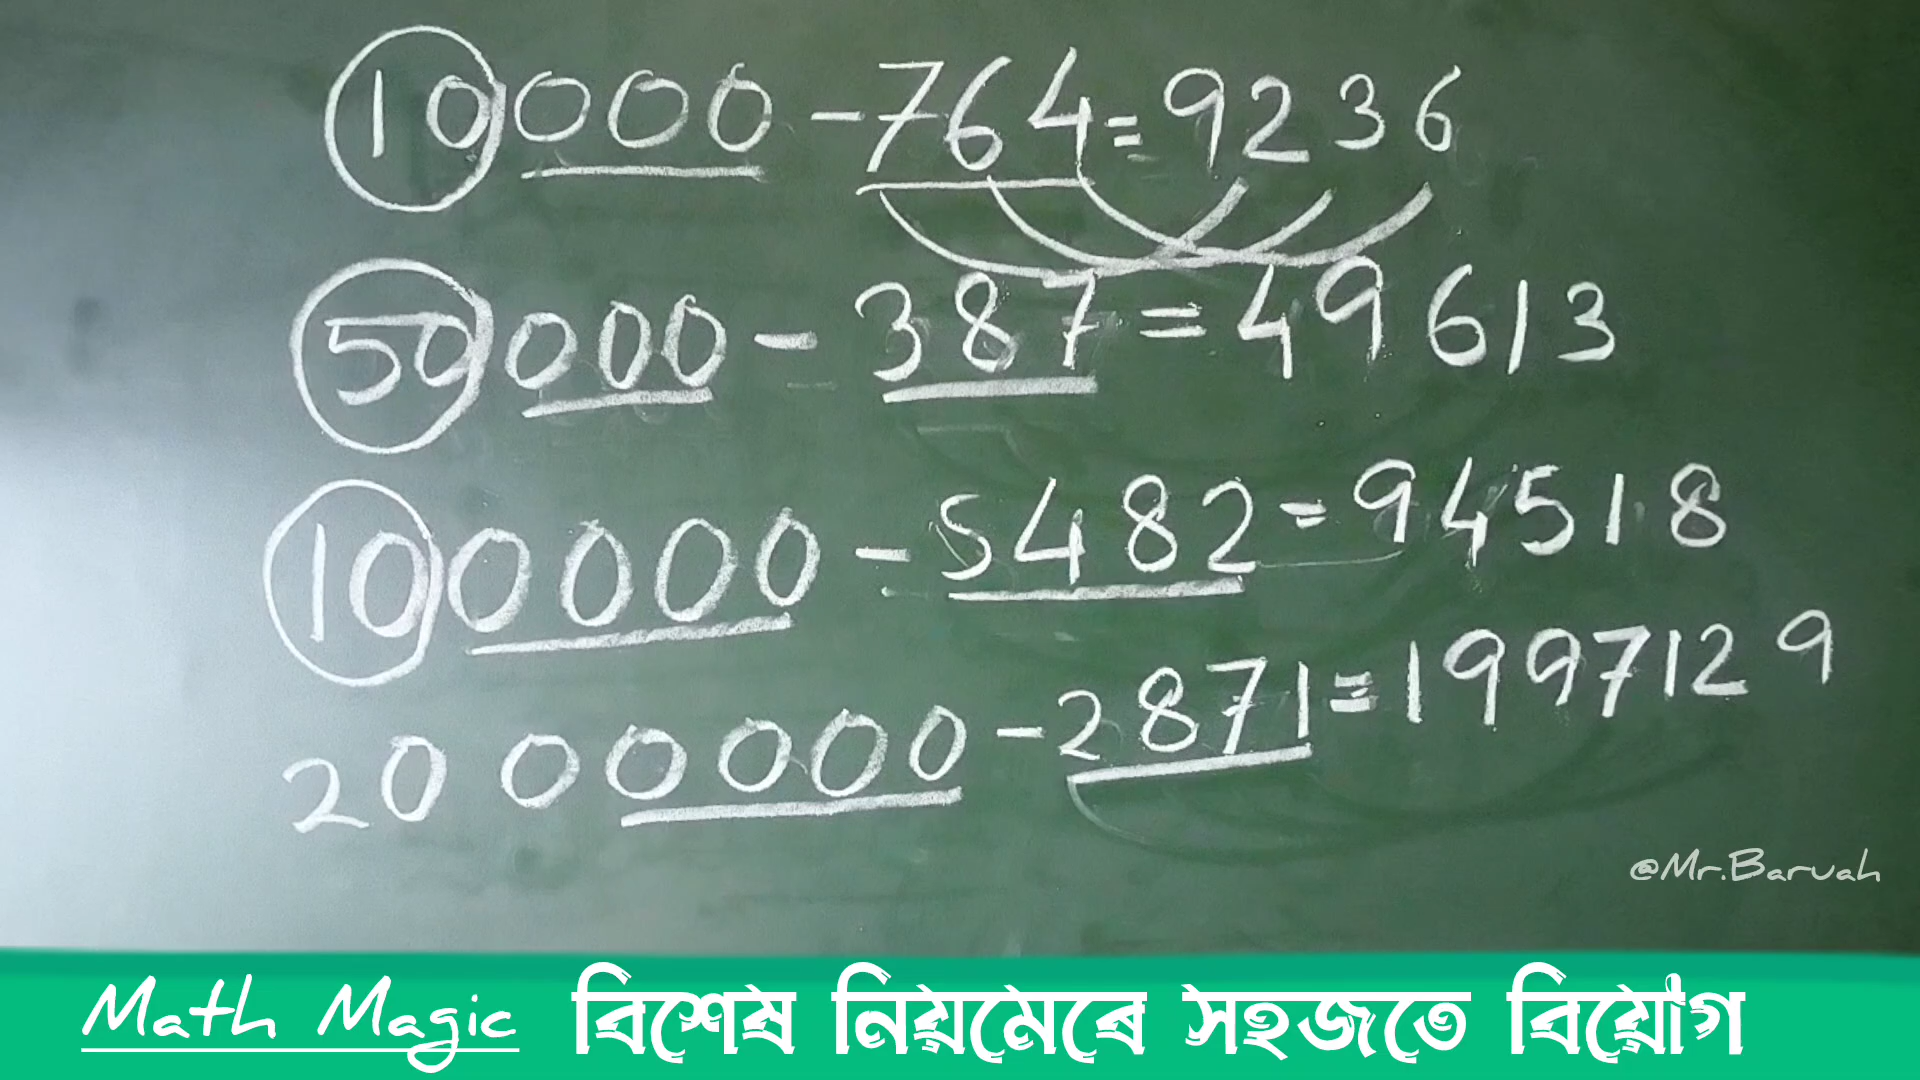 10000 - 764 = 9236
50000 - 387 = 49613
100000 - 5482 = 94518
2000000 - 2871 = 1997129
@Mr.Baruah
Math Magic বিশেষ নিয়মেৰে সহজতে বিয়োগ